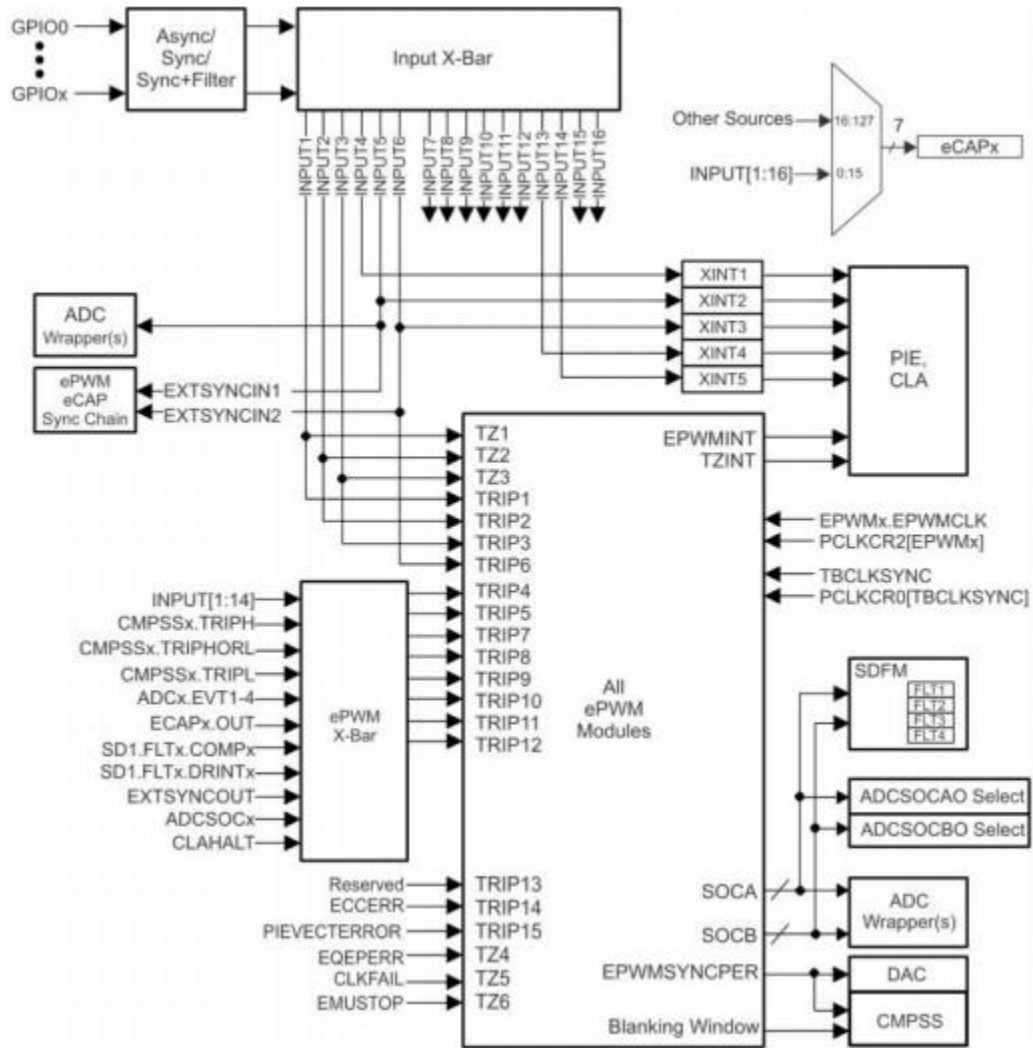 GPIO0
GPIOx
Async/
Sync/
Sync+Filter
Input X-Bar
Other Sources
16:127
7
eCAPx
INPUT[1:16]
0:15
INPUT1
INPUT2
INPUT3
INPUT4
INPUT5
INPUT6
INPUT7
INPUT8
INPUT9
INPUT10
INPUT11
INPUT12
INPUT13
INPUT14
INPUT15
INPUT16
XINT1
XINT2
XINT3
XINT4
XINT5
PIE,
CLA
ADC
Wrapper(s)
ePWM
eCAP
Sync Chain
EXTSYNCIN1
EXTSYNCIN2
TZ1
TZ2
TZ3
TRIP1
TRIP2
TRIP3
TRIP6
TRIP4
TRIP5
TRIP7
TRIP8
TRIP9
TRIP10
TRIP11
TRIP12
TRIP13
TRIP14
TRIP15
TZ4
TZ5
TZ6
INPUT[1:14]
CMPSSx.TRIPH
CMPSSx.TRIPHORL
CMPSSx.TRIPL
ADCx.EVT1-4
ECAPx.OUT
SD1.FLTx.COMPx
SD1.FLTx.DRINTx
EXTSYNCOUT
ADCSOCx
CLAHALT
ePWM
X-Bar
Reserved
ECCERR
PIEVECTERROR
EQEPERR
CLKFAIL
EMUSTOP
All
ePWM
Modules
EPWMINT
TZINT
EPWMx.EPWMCLK
PCLKCR2[EPWMx]
TBCLKSYNC
PCLKCR0[TBCLKSYNC]
SDFM
FLT1
FLT2
FLT3
FLT4
ADCSOCAO Select
ADCSOCBO Select
SOCA
SOCB
ADC
Wrapper(s)
EPWMSYNCPER
DAC
Blanking Window
CMPSS